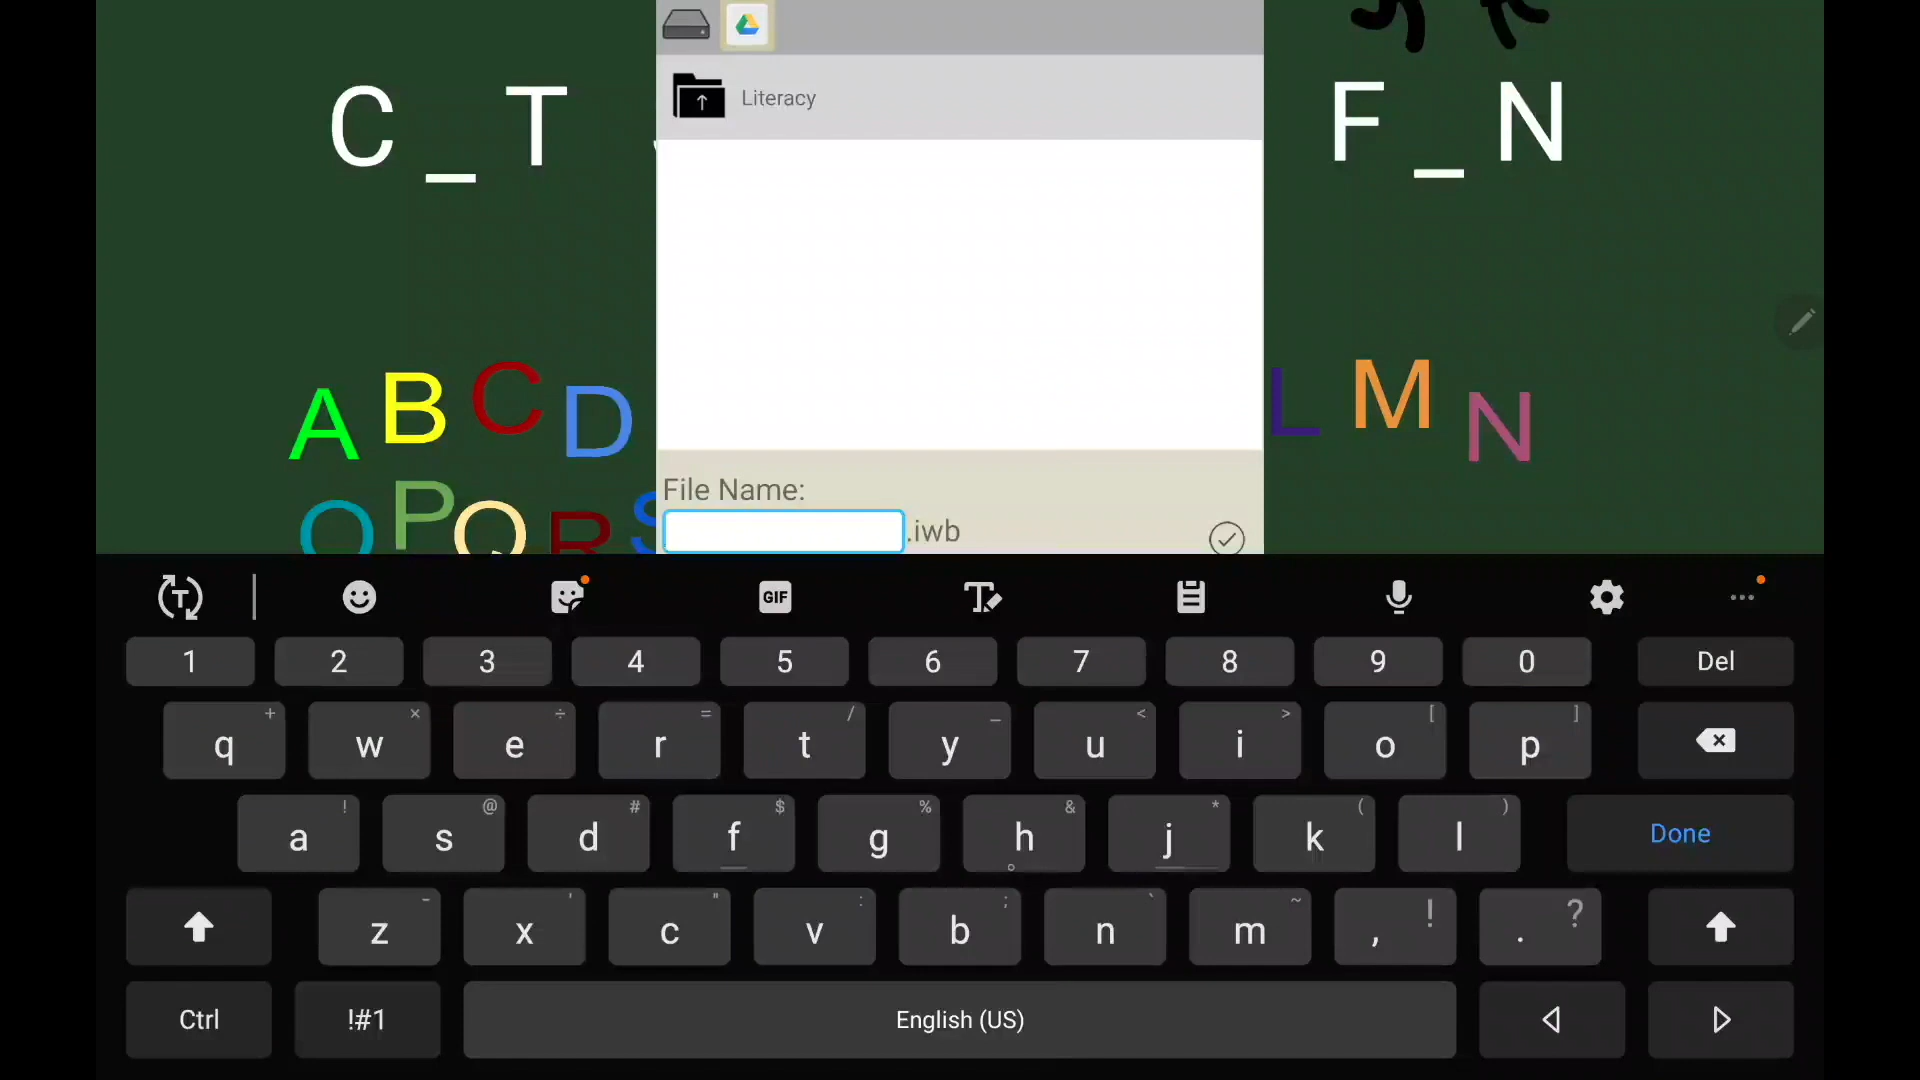 C _ T
F _ N
Literacy
A B C D
L M N
O P Q R S
File Name:
.iwb
T
GIF
T
1 2 3 4 5 6 7 8 9 0 Del
+ × ÷ = / _ < > [ ]
q w e r t y u i o p
! @ # $ % & * ( )
a s d f g h j k l Done
- ' " : ; ` ~ ! ?
z x c v b n m , .
Ctrl !#1 English (US)